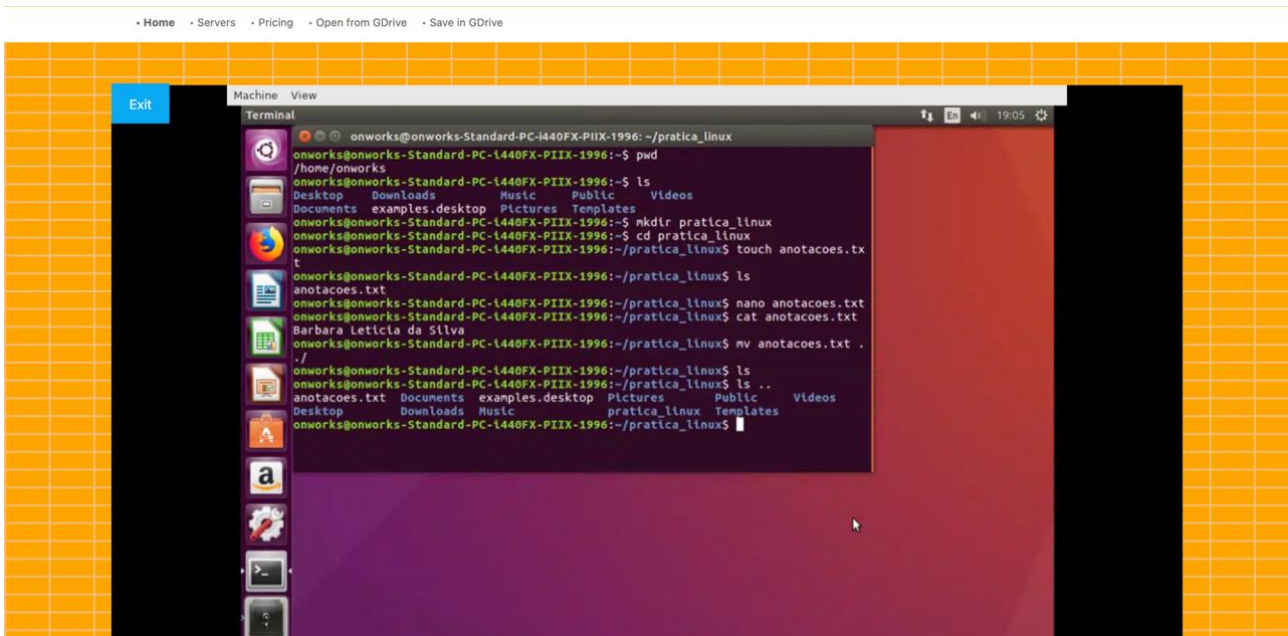 • Home • Servers • Pricing • Open from GDrive • Save in GDrive
Exit
Machine View
Terminal En 19:05
onworks@onworks-Standard-PC-i440FX-PIIX-1996: ~/pratica_linux
onworks@onworks-Standard-PC-i440FX-PIIX-1996:~$ pwd
/home/onworks
onworks@onworks-Standard-PC-i440FX-PIIX-1996:~$ ls
Desktop Downloads Music Public Videos
Documents examples.desktop Pictures Templates
onworks@onworks-Standard-PC-i440FX-PIIX-1996:~$ mkdir pratica_linux
onworks@onworks-Standard-PC-i440FX-PIIX-1996:~$ cd pratica_linux
onworks@onworks-Standard-PC-i440FX-PIIX-1996:~/pratica_linux$ touch anotacoes.tx
t
onworks@onworks-Standard-PC-i440FX-PIIX-1996:~/pratica_linux$ ls
anotacoes.txt
onworks@onworks-Standard-PC-i440FX-PIIX-1996:~/pratica_linux$ nano anotacoes.txt
onworks@onworks-Standard-PC-i440FX-PIIX-1996:~/pratica_linux$ cat anotacoes.txt
Barbara Leticia da Silva
onworks@onworks-Standard-PC-i440FX-PIIX-1996:~/pratica_linux$ mv anotacoes.txt .
./
onworks@onworks-Standard-PC-i440FX-PIIX-1996:~/pratica_linux$ ls
onworks@onworks-Standard-PC-i440FX-PIIX-1996:~/pratica_linux$ ls ..
anotacoes.txt Documents examples.desktop Pictures Public Videos
Desktop Downloads Music pratica_linux Templates
onworks@onworks-Standard-PC-i440FX-PIIX-1996:~/pratica_linux$